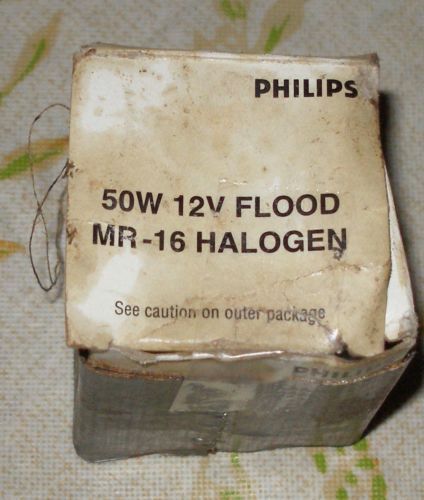 PHILIPS
50W 12V FLOOD
MR-16 HALOGEN
See caution on outer package
PHILIPS